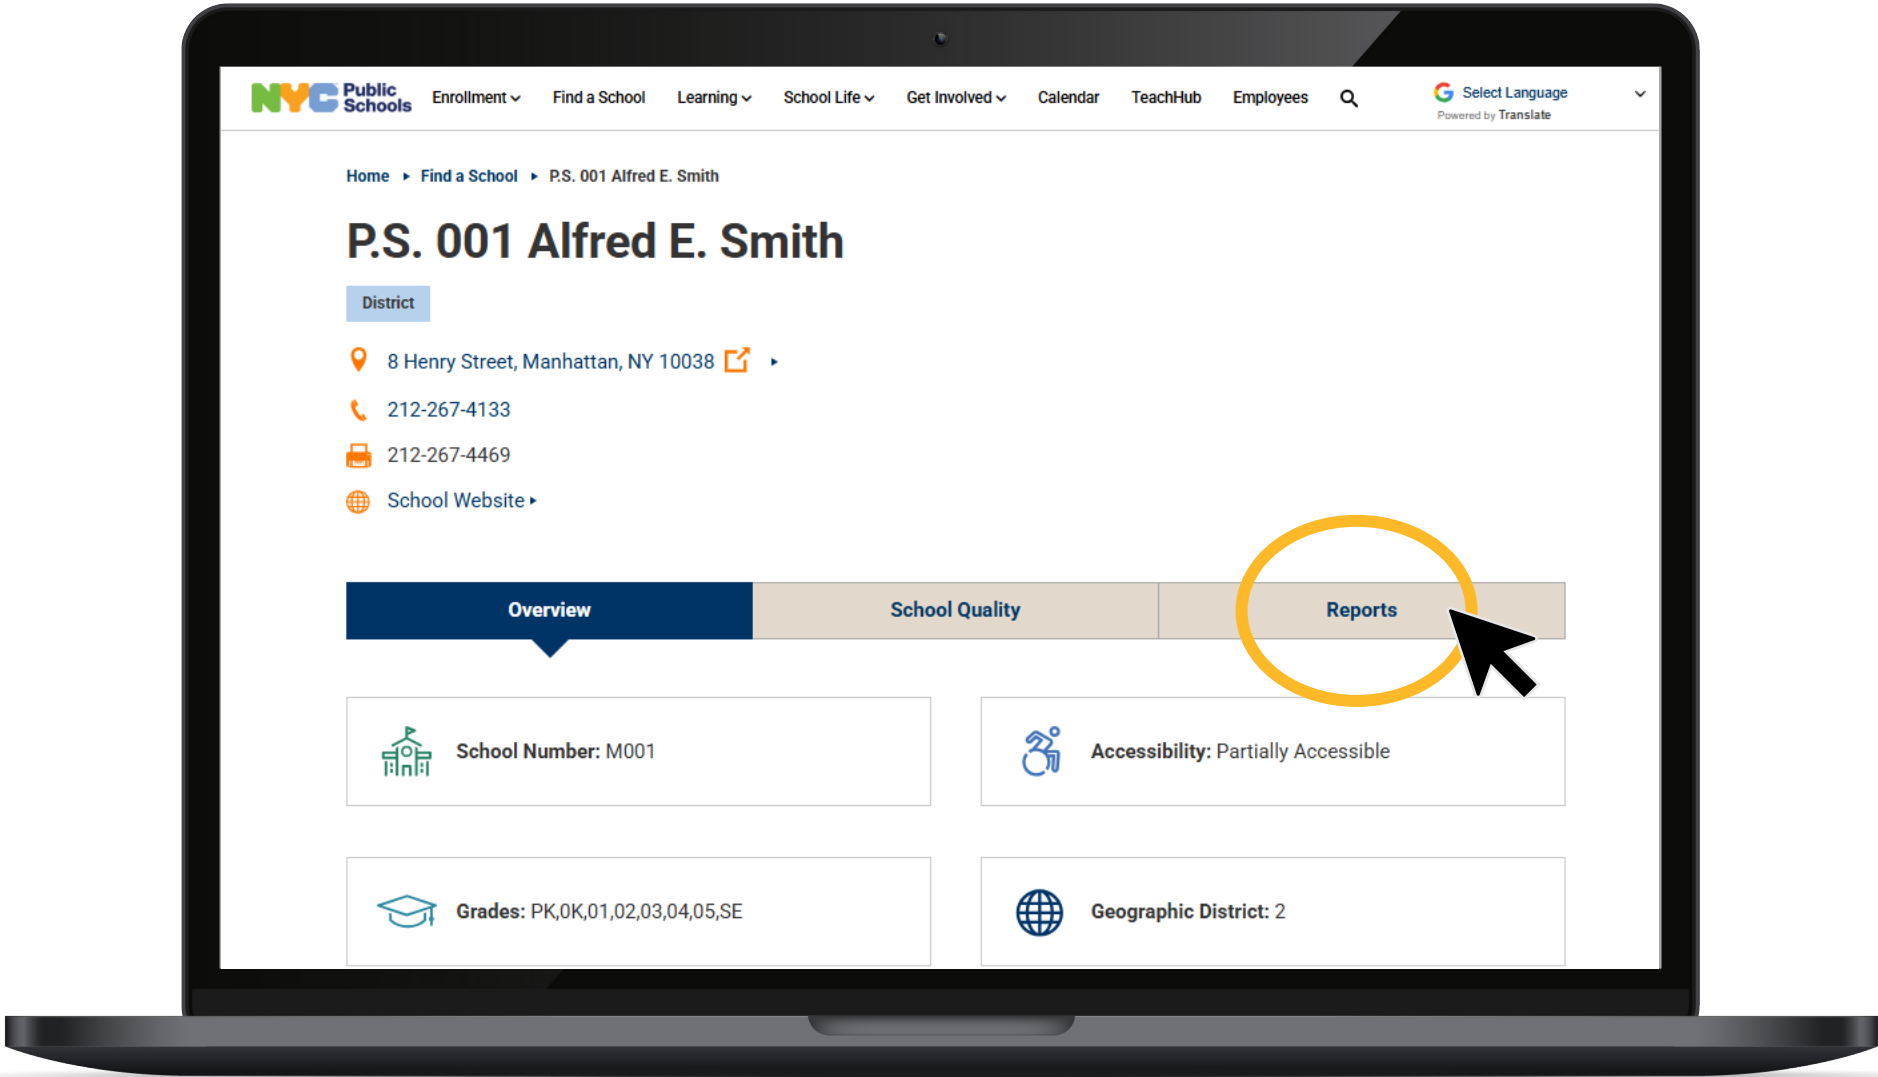 NYC Public Schools
Enrollment
Find a School
Learning
School Life
Get Involved
Calendar
TeachHub
Employees
Select Language
Powered by Translate
Home
Find a School
P.S. 001 Alfred E. Smith
P.S. 001 Alfred E. Smith
District
8 Henry Street, Manhattan, NY 10038
212-267-4133
212-267-4469
School Website
Overview
School Quality
Reports
School Number: M001
Accessibility: Partially Accessible
Grades: PK,0K,01,02,03,04,05,SE
Geographic District: 2